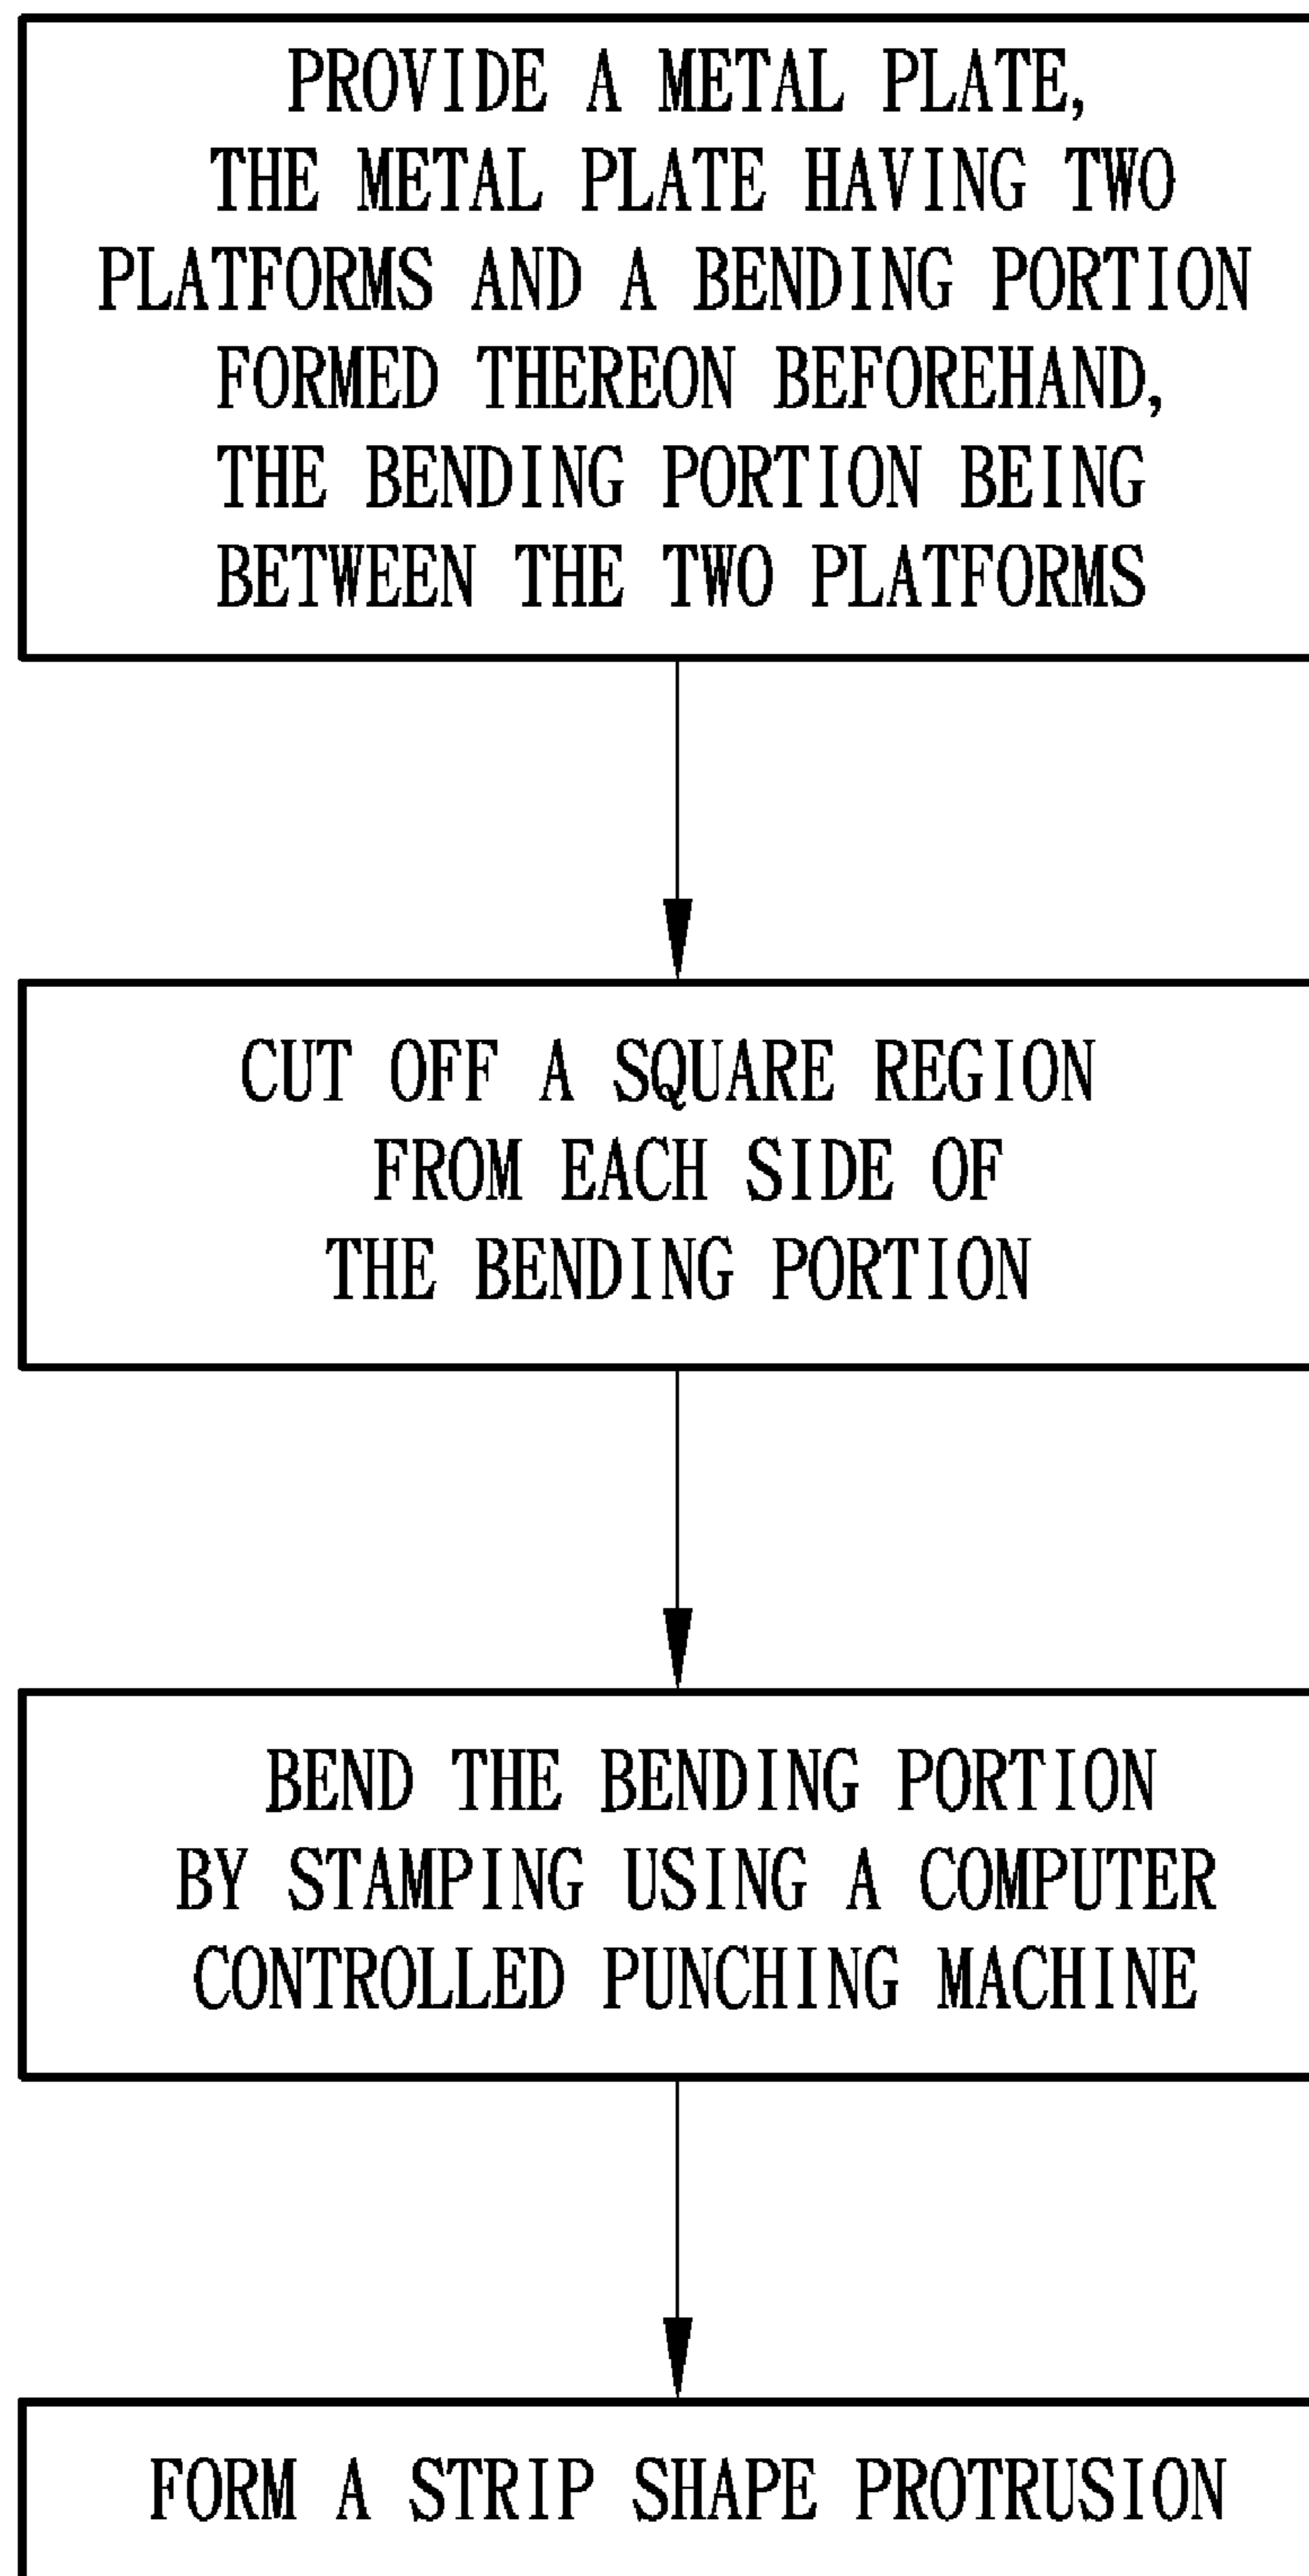 PROVIDE A METAL PLATE,
THE METAL PLATE HAVING TWO
PLATFORMS AND A BENDING PORTION
FORMED THEREON BEFOREHAND,
THE BENDING PORTION BEING
BETWEEN THE TWO PLATFORMS
CUT OFF A SQUARE REGION
FROM EACH SIDE OF
THE BENDING PORTION
BEND THE BENDING PORTION
BY STAMPING USING A COMPUTER
CONTROLLED PUNCHING MACHINE
FORM A STRIP SHAPE PROTRUSION